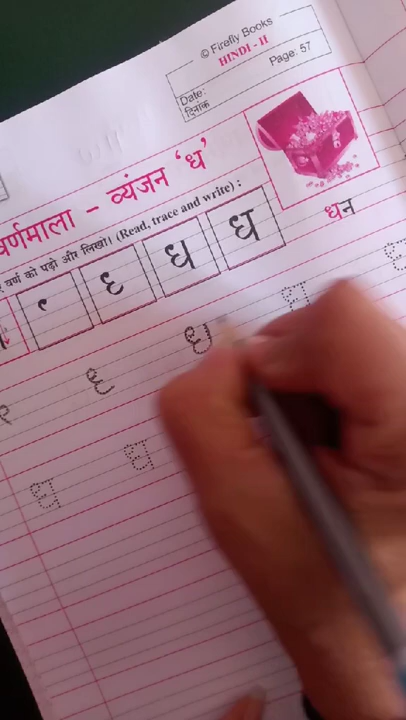 © Firefly Books
HINDI - II
Page: 57
Date:
दिनांक
वर्णमाला – व्यंजन ‘ध’
वर्ण को पढ़ो और लिखो। (Read, trace and write) :
ध ध
धन
ध ध
ध ध